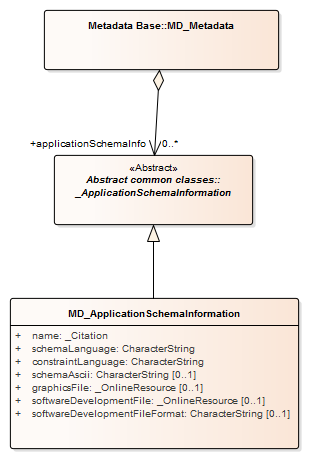 Metadata Base::MD_Metadata
+applicationSchemaInfo 0..*
«Abstract»
Abstract common classes::
_ApplicationSchemaInformation
MD_ApplicationSchemaInformation
+ name: _Citation
+ schemaLanguage: CharacterString
+ constraintLanguage: CharacterString
+ schemaAscii: CharacterString [0..1]
+ graphicsFile: _OnlineResource [0..1]
+ softwareDevelopmentFile: _OnlineResource [0..1]
+ softwareDevelopmentFileFormat: CharacterString [0..1]